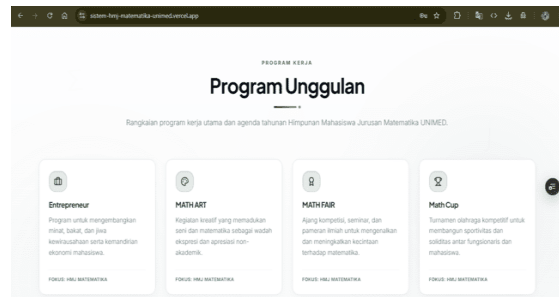 sistem-hmj-matematika-unimed.vercel.app
PROGRAM KERJA
Program Unggulan
Rangkaian program kerja utama dan agenda tahunan Himpunan Mahasiswa Jurusan Matematika UNIMED.
Entrepreneur
Program untuk mengembangkan
minat, bakat, dan jiwa
kewirausahaan serta kemandirian
ekonomi mahasiswa.
FOKUS: HMJ MATEMATIKA
MATH ART
Kegiatan kreatif yang memadukan
seni dan matematika sebagai wadah
ekspresi dan apresiasi non-
akademik.
FOKUS: HMJ MATEMATIKA
MATH FAIR
Ajang kompetisi, seminar, dan
pameran ilmiah untuk mengenalkan
dan meningkatkan kecintaan
terhadap matematika.
FOKUS: HMJ MATEMATIKA
Math Cup
Turnamen olahraga kompetitif untuk
membangun sportivitas dan
soliditas antar fungsionaris dan
mahasiswa.
FOKUS: HMJ MATEMATIKA